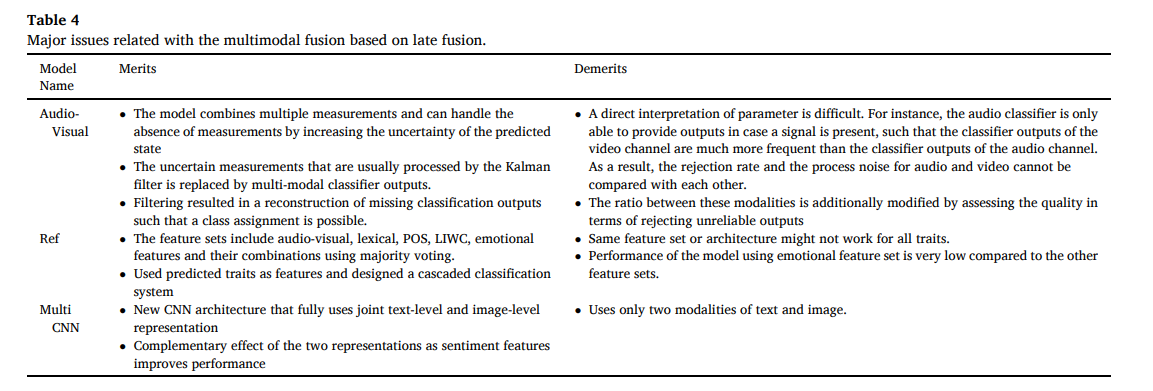 Table 4
Major issues related with the multimodal fusion based on late fusion.
Model Name
Merits
Demerits
Audio-Visual
• The model combines multiple measurements and can handle the
absence of measurements by increasing the uncertainty of the predicted
state
• The uncertain measurements that are usually processed by the Kalman
filter is replaced by multi-modal classifier outputs.
• Filtering resulted in a reconstruction of missing classification outputs
such that a class assignment is possible.
• A direct interpretation of parameter is difficult. For instance, the audio classifier is only
able to provide outputs in case a signal is present, such that the classifier outputs of the
video channel are much more frequent than the classifier outputs of the audio channel.
As a result, the rejection rate and the process noise for audio and video cannot be
compared with each other.
• The ratio between these modalities is additionally modified by assessing the quality in
terms of rejecting unreliable outputs
Ref
• The feature sets include audio-visual, lexical, POS, LIWC, emotional
features and their combinations using majority voting.
• Used predicted traits as features and designed a cascaded classification
system
• Same feature set or architecture might not work for all traits.
• Performance of the model using emotional feature set is very low compared to the other
feature sets.
Multi
CNN
• New CNN architecture that fully uses joint text-level and image-level
representation
• Complementary effect of the two representations as sentiment features
improves performance
• Uses only two modalities of text and image.